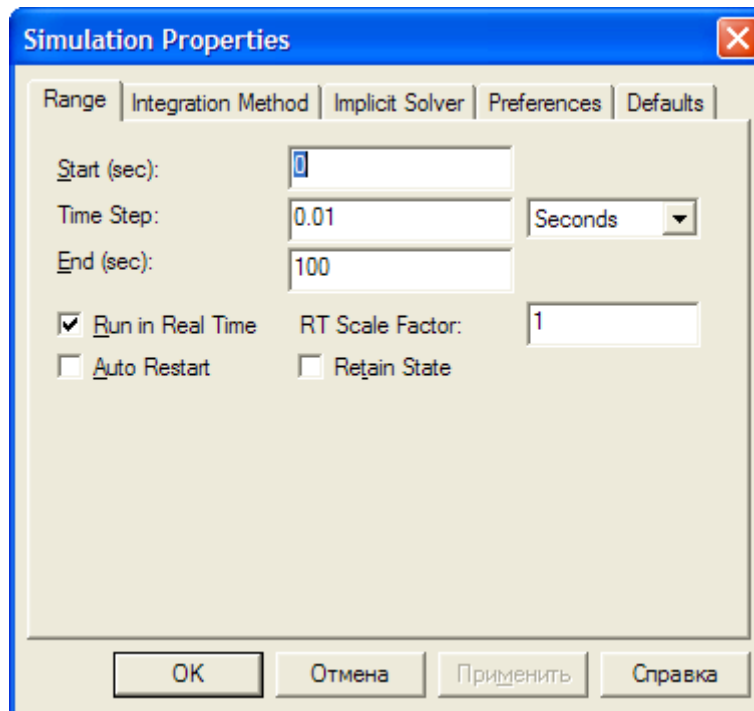 Simulation Properties
Range Integration Method Implicit Solver Preferences Defaults
Start (sec): 0
Time Step: 0.01 Seconds
End (sec): 100
Run in Real Time RT Scale Factor: 1
Auto Restart Retain State
OK Отмена Применить Справка